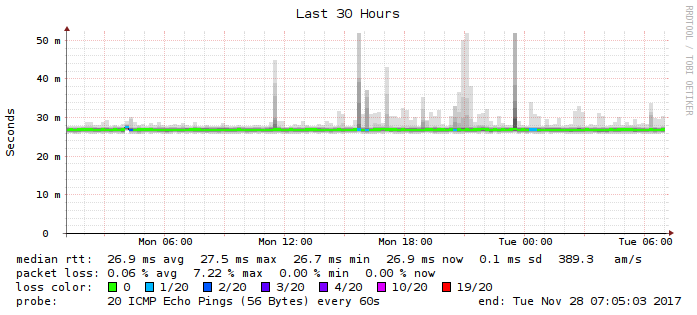 Last 30 Hours
RRDTOOL / TOBI OETIKER
Seconds
50 m
40 m
30 m
20 m
10 m
0
Mon 06:00 Mon 12:00 Mon 18:00 Tue 00:00 Tue 06:00
median rtt: 26.9 ms avg 27.5 ms max 26.7 ms min 26.9 ms now 0.1 ms sd 389.3 am/s
packet loss: 0.06 % avg 7.22 % max 0.00 % min 0.00 % now
loss color: 0 1/20 2/20 3/20 4/20 10/20 19/20
probe: 20 ICMP Echo Pings (56 Bytes) every 60s end: Tue Nov 28 07:05:03 2017